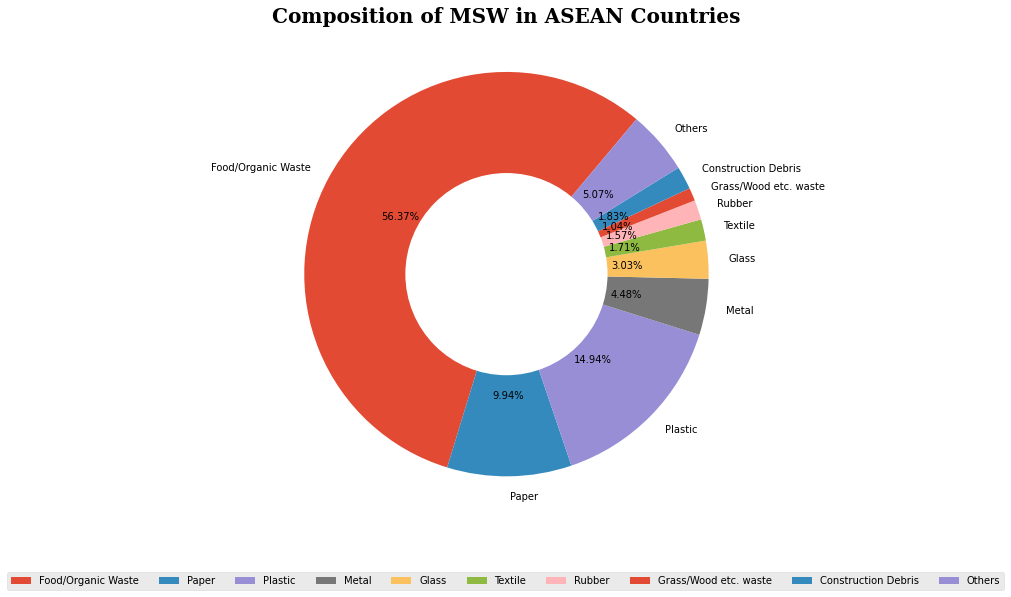 Composition of MSW in ASEAN Countries
Others
Construction Debris
Food/Organic Waste
Grass/Wood etc. waste
5.07%
Rubber
56.37%
1.83%
Textile
1.04%
1.57%
1.71%
Glass
3.03%
4.48%
Metal
14.94%
9.94%
Plastic
Paper
Food/Organic Waste Paper Plastic Metal Glass Textile Rubber Grass/Wood etc. waste Construction Debris Others